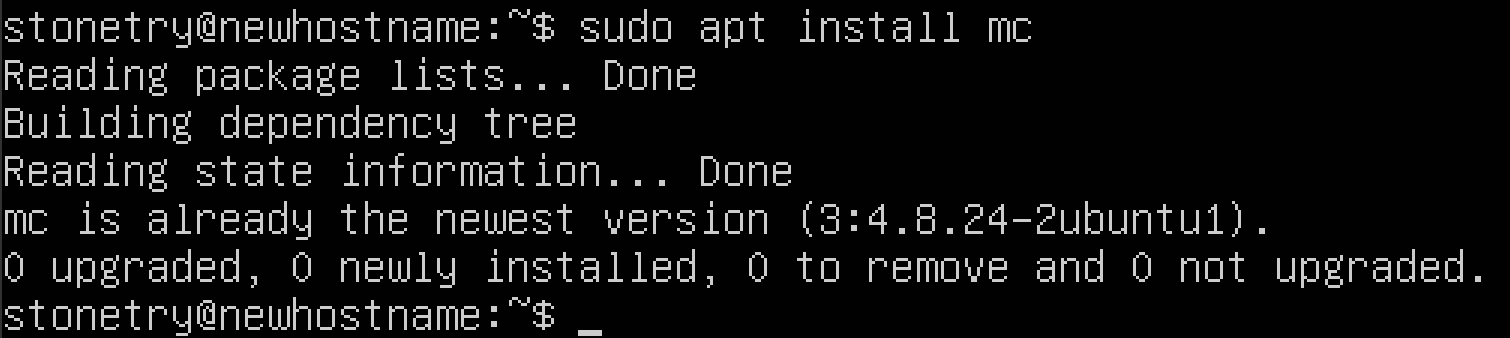 stonetry@newhostname:~$ sudo apt install mc
Reading package lists... Done
Building dependency tree
Reading state information... Done
mc is already the newest version (3:4.8.24-2ubuntu1).
0 upgraded, 0 newly installed, 0 to remove and 0 not upgraded.
stonetry@newhostname:~$ _